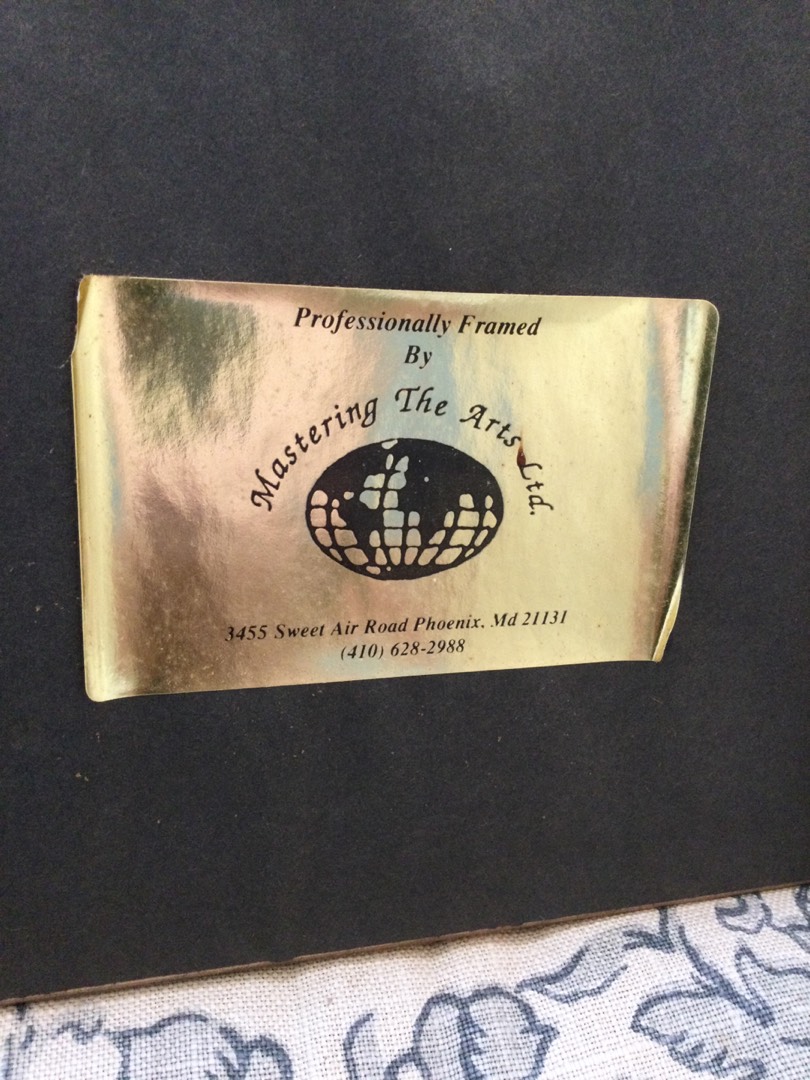 Professionally Framed
By
Mastering The Arts Ltd.
3455 Sweet Air Road Phoenix, Md 21131
(410) 628-2988